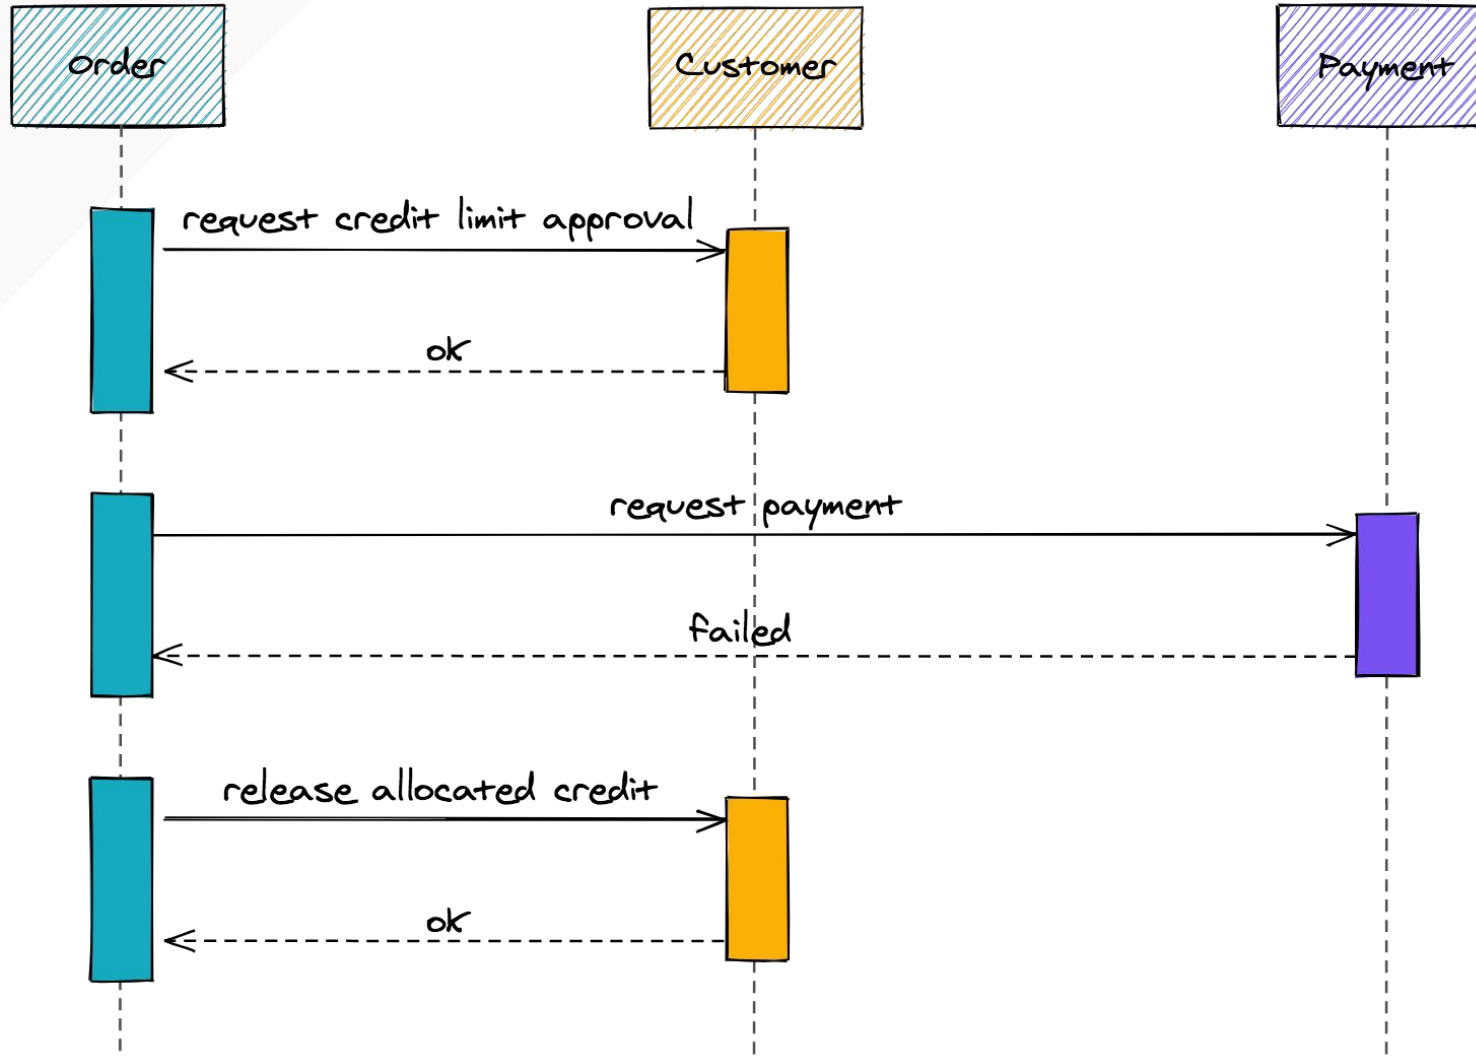 Order
Customer
Payment
request credit limit approval
ok
request payment
failed
release allocated credit
ok